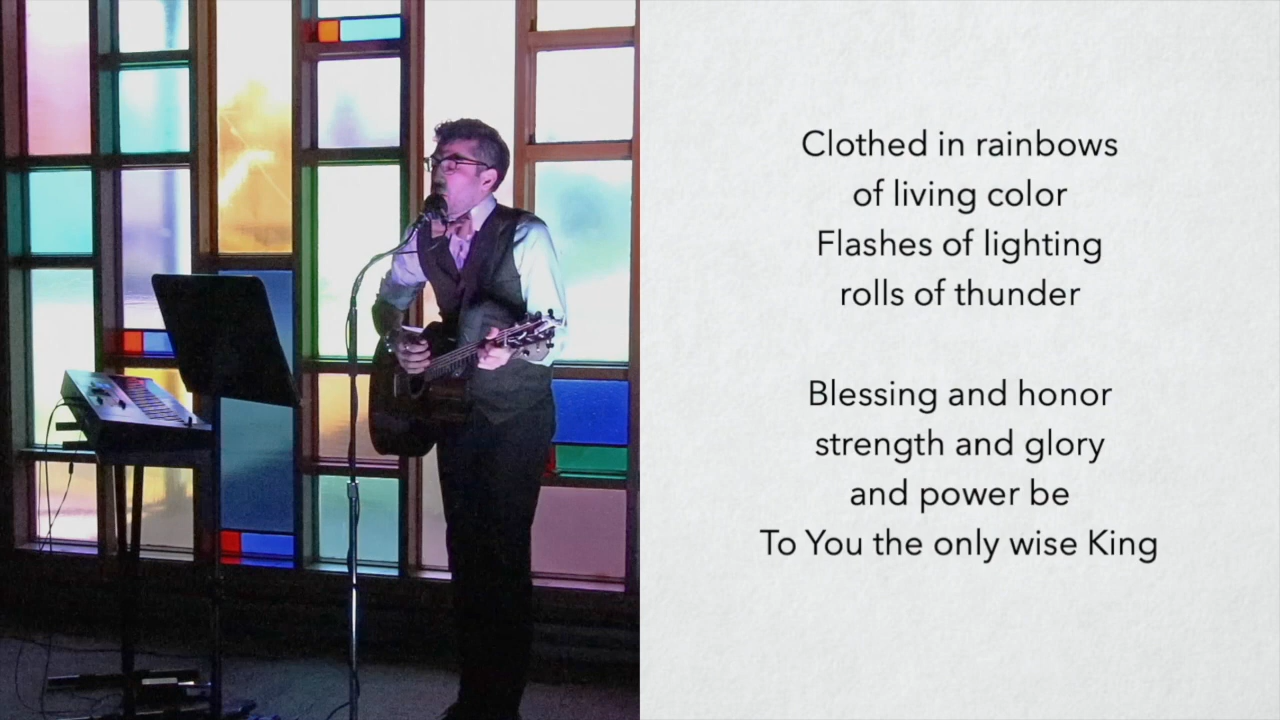 Clothed in rainbows
of living color
Flashes of lighting
rolls of thunder
Blessing and honor
strength and glory
and power be
To You the only wise King